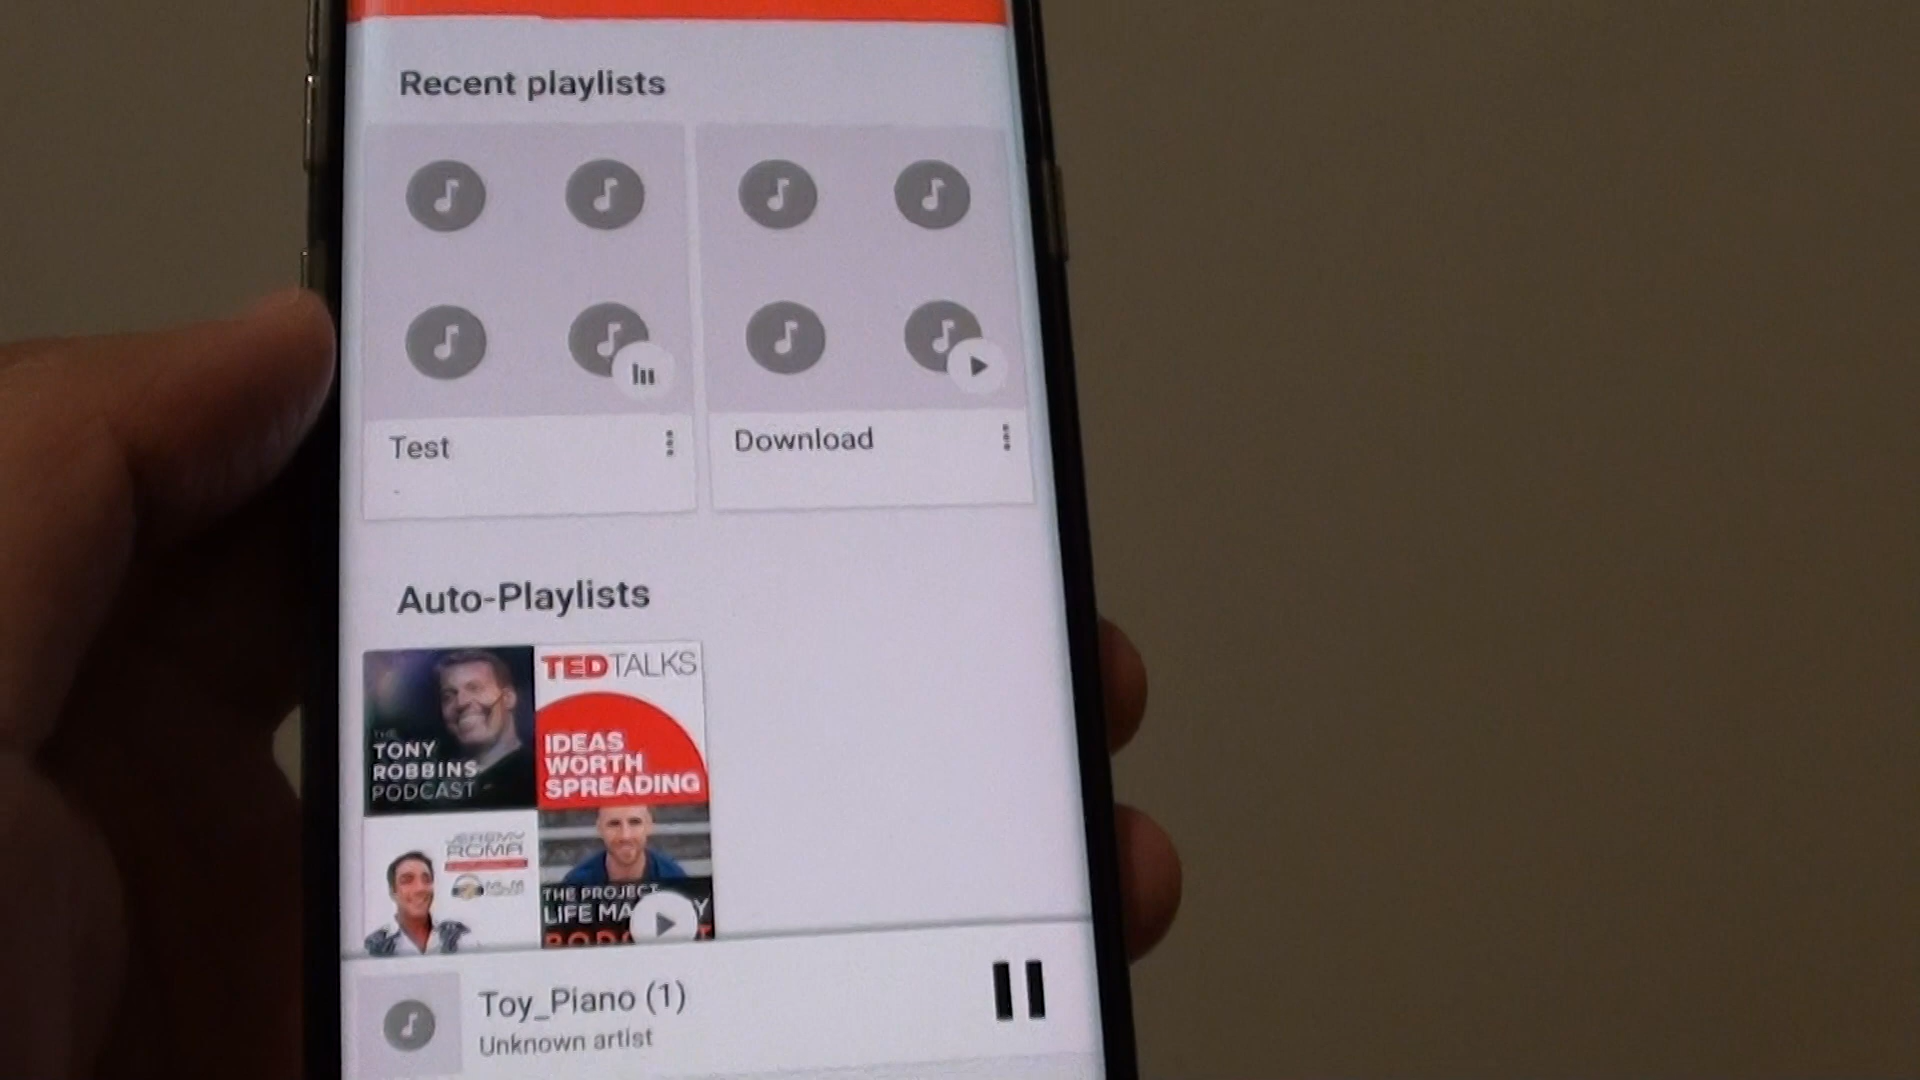 Recent playlists
Test
Download
Auto-Playlists
THE
TONY
ROBBINS
PODCAST
TEDTALKS
IDEAS
WORTH
SPREADING
JEREMY
ROMA
THE PROJECT
LIFE
Toy_Piano (1)
Unknown artist